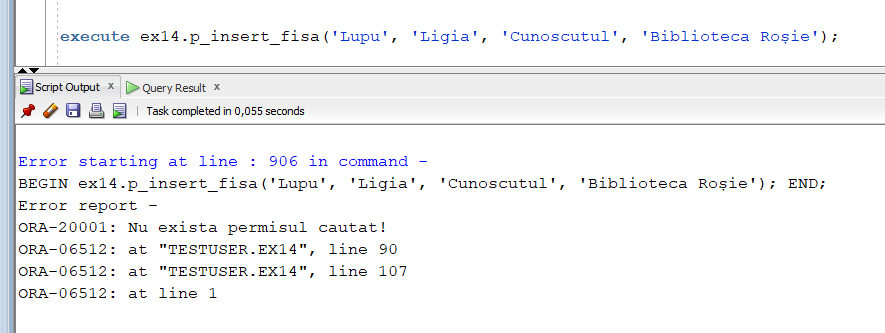 execute ex14.p_insert_fisa('Lupu', 'Ligia', 'Cunoscutul', 'Biblioteca Roșie');
Script Output x Query Result x
Task completed in 0,055 seconds
Error starting at line : 906 in command -
BEGIN ex14.p_insert_fisa('Lupu', 'Ligia', 'Cunoscutul', 'Biblioteca Roșie'); END;
Error report -
ORA-20001: Nu exista permisul cautat!
ORA-06512: at "TESTUSER.EX14", line 90
ORA-06512: at "TESTUSER.EX14", line 107
ORA-06512: at line 1